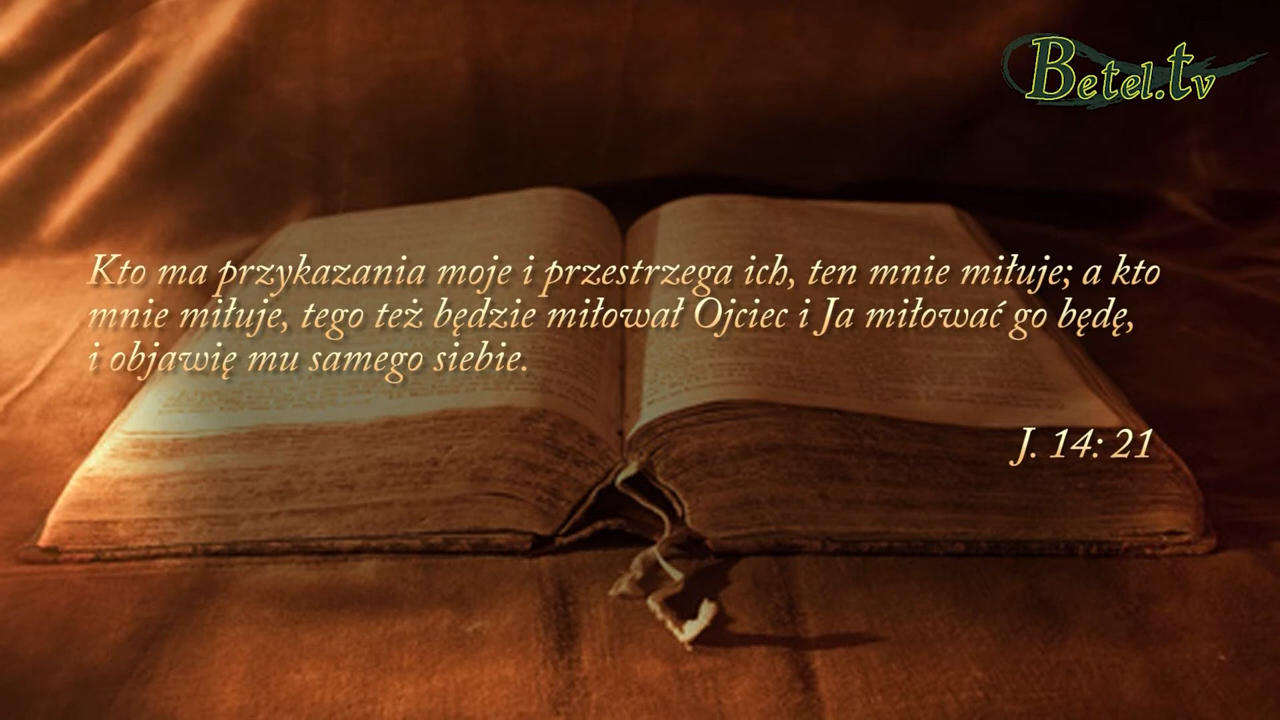 Betel.tv
Kto ma przykazania moje i przestrzega ich, ten mnie miłuje; a kto
mnie miłuje, tego też będzie miłował Ojciec i Ja miłować go będę,
i objawię mu samego siebie.
J. 14: 21